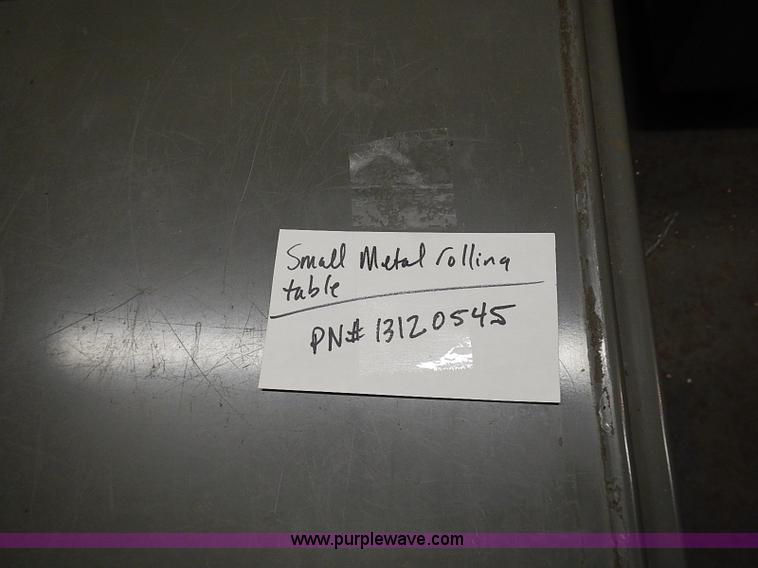 Small Metal rolling
table
PN# 13120545
www.purplewave.com